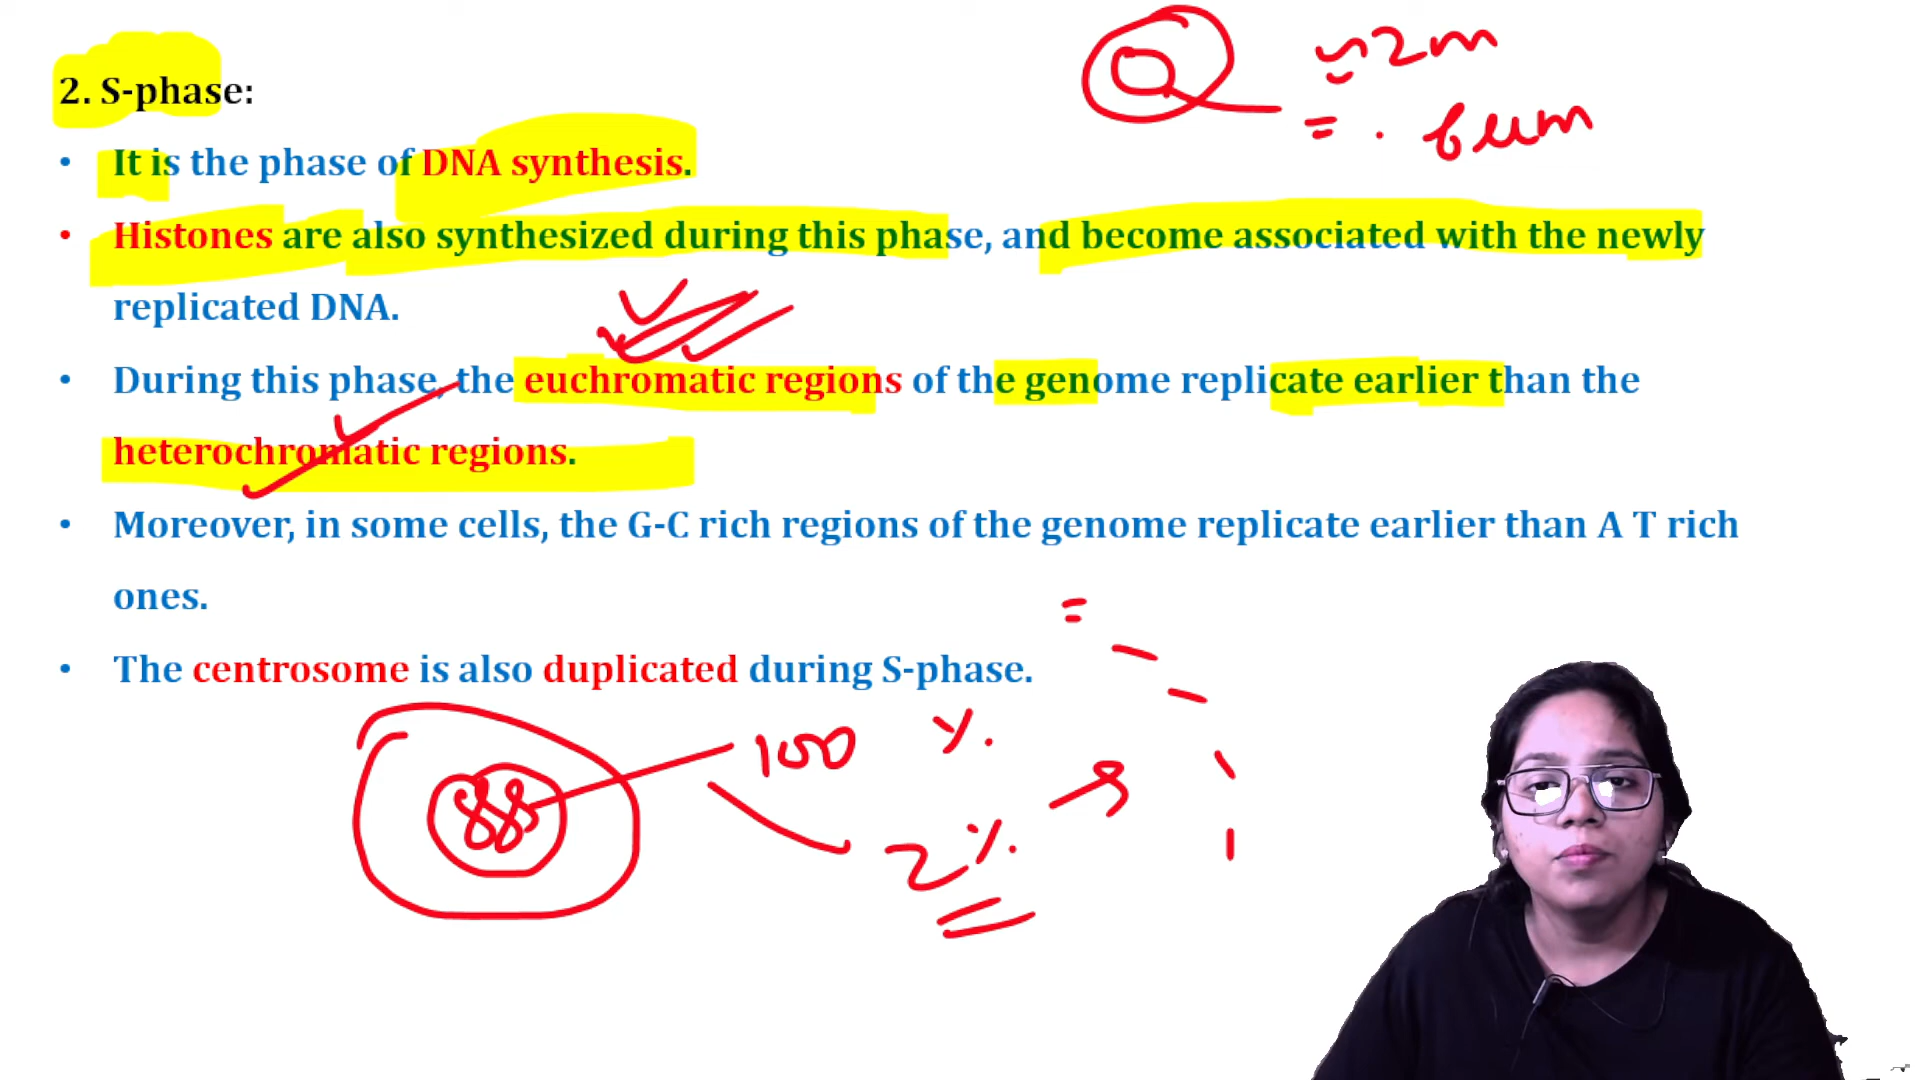 2. S-phase:
≈2m
= . 6um
• It is the phase of DNA synthesis.
• Histones are also synthesized during this phase, and become associated with the newly
replicated DNA.
• During this phase, the euchromatic regions of the genome replicate earlier than the
heterochromatic regions.
• Moreover, in some cells, the G-C rich regions of the genome replicate earlier than A T rich
ones.
• The centrosome is also duplicated during S-phase.
100 %.
2%.